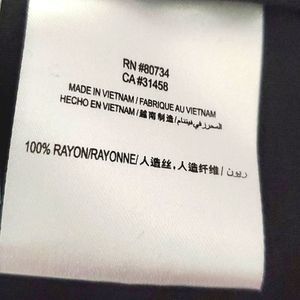 RN #80734
CA #31458
MADE IN VIETNAM / FABRIQUE AU VIETNAM
HECHO EN VIETNAM / 越南制造 / في فيتنام
100% RAYON/RAYONNE/ 人造丝, 人造纤维 / رايون